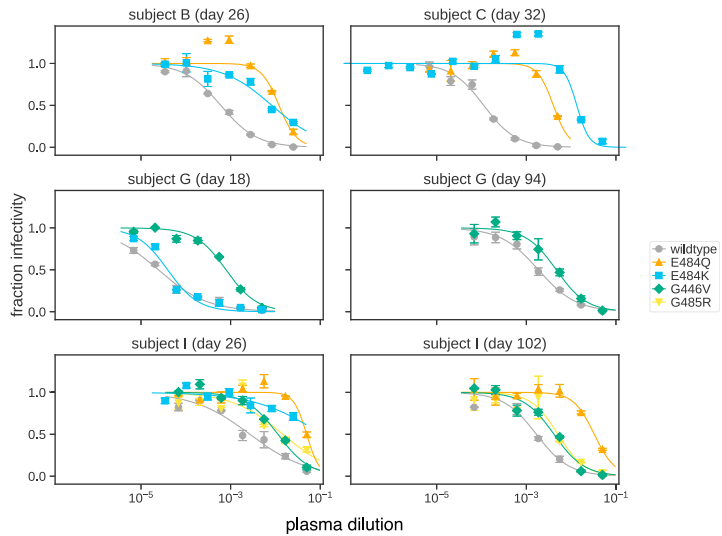 subject B (day 26)
subject C (day 32)
1.0
0.5
0.0
subject G (day 18)
subject G (day 94)
1.0
0.5
0.0
fraction infectivity
wildtype
E484Q
E484K
G446V
G485R
subject I (day 26)
subject I (day 102)
1.0
0.5
0.0
10⁻⁵ 10⁻³ 10⁻¹ 10⁻⁵ 10⁻³ 10⁻¹
plasma dilution